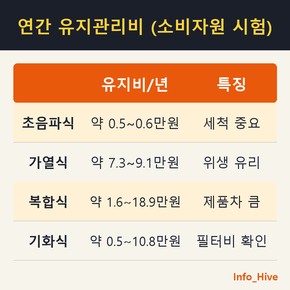 연간 유지관리비 (소비자원 시험)
유지비/년 특징
초음파식 약 0.5~0.6만원 세척 중요
가열식 약 7.3~9.1만원 위생 유리
복합식 약 1.6~18.9만원 제품차 큼
기화식 약 0.5~10.8만원 필터비 확인
Info_Hive